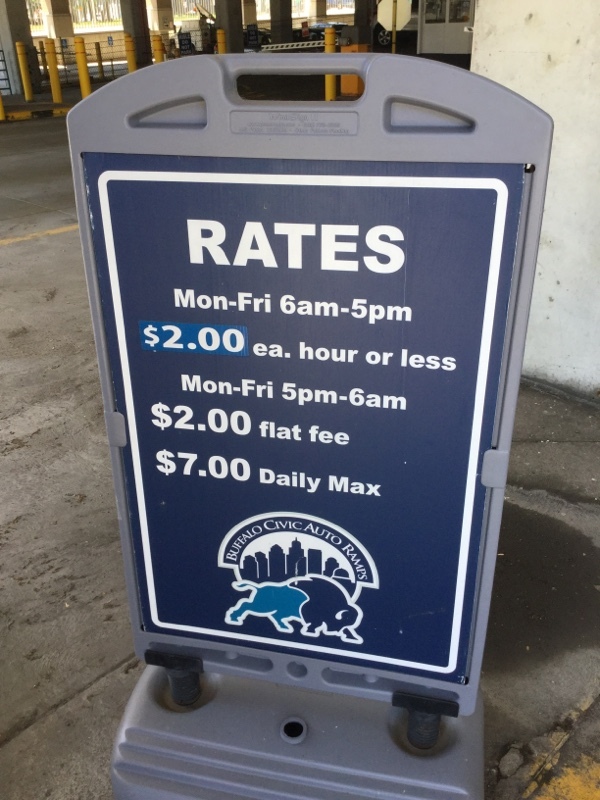 RATES
Mon-Fri 6am-5pm
$2.00 ea. hour or less
Mon-Fri 5pm-6am
$2.00 flat fee
$7.00 Daily Max
BUFFALO CIVIC AUTO RAMPS